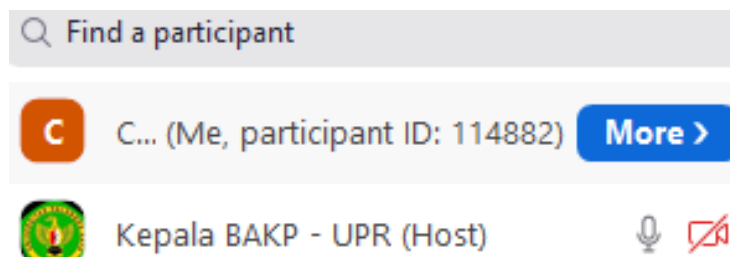 Find a participant
C
C... (Me, participant ID: 114882)
More >
Kepala BAKP - UPR (Host)